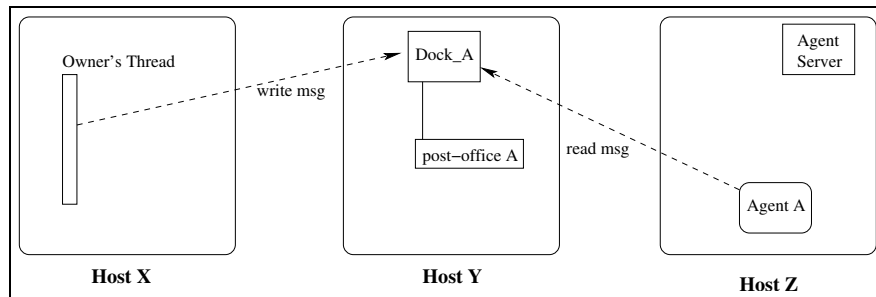 Owner's Thread
write msg
Host X
Dock_A
post-office A
Host Y
read msg
Agent
Server
Agent A
Host Z